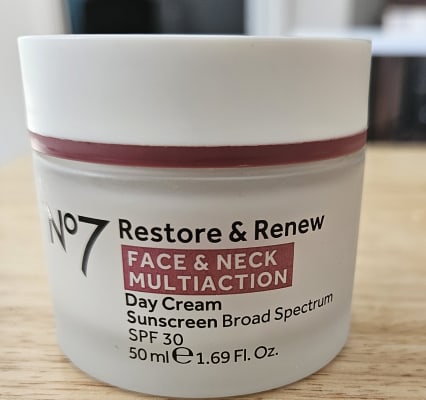 No7 Restore & Renew
FACE & NECK
MULTIACTION
Day Cream
Sunscreen Broad Spectrum
SPF 30
50 ml ℮ 1.69 Fl. Oz.